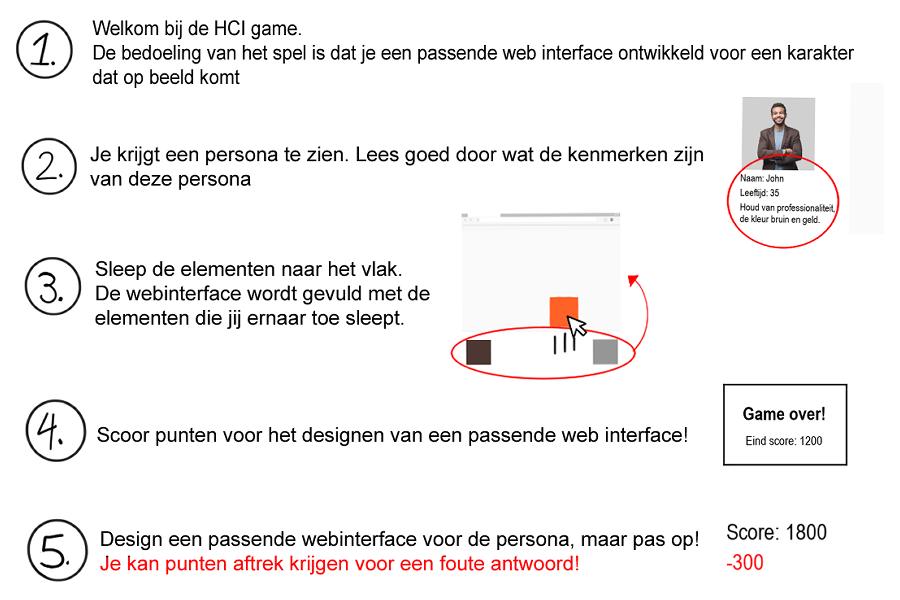 1.
Welkom bij de HCI game.
De bedoeling van het spel is dat je een passende web interface ontwikkeld voor een karakter
dat op beeld komt
2.
Je krijgt een persona te zien. Lees goed door wat de kenmerken zijn
van deze persona
Naam: John
Leeftijd: 35
Houd van professionaliteit,
de kleur bruin en geld.
3.
Sleep de elementen naar het vlak.
De webinterface wordt gevuld met de
elementen die jij ernaar toe sleept.
4.
Scoor punten voor het designen van een passende web interface!
Game over!
Eind score: 1200
5.
Design een passende webinterface voor de persona, maar pas op!
Je kan punten aftrek krijgen voor een foute antwoord!
Score: 1800
-300